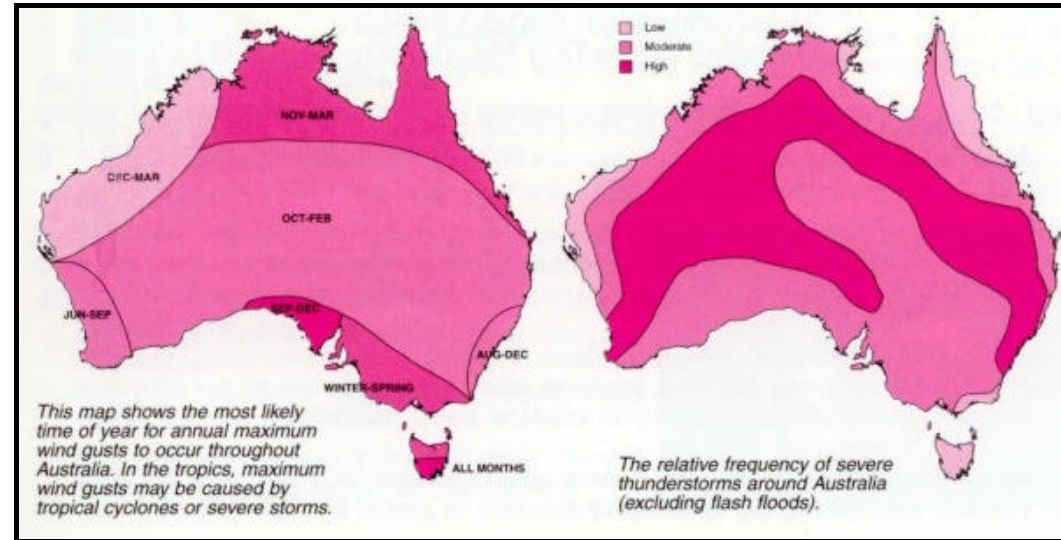 Low
Moderate
High
NOV-MAR
DEC-MAR
OCT-FEB
SEP-DEC
JUN-SEP
AUG-DEC
WINTER-SPRING
ALL MONTHS
This map shows the most likely
time of year for annual maximum
wind gusts to occur throughout
Australia. In the tropics, maximum
wind gusts may be caused by
tropical cyclones or severe storms.
The relative frequency of severe
thunderstorms around Australia
(excluding flash floods).